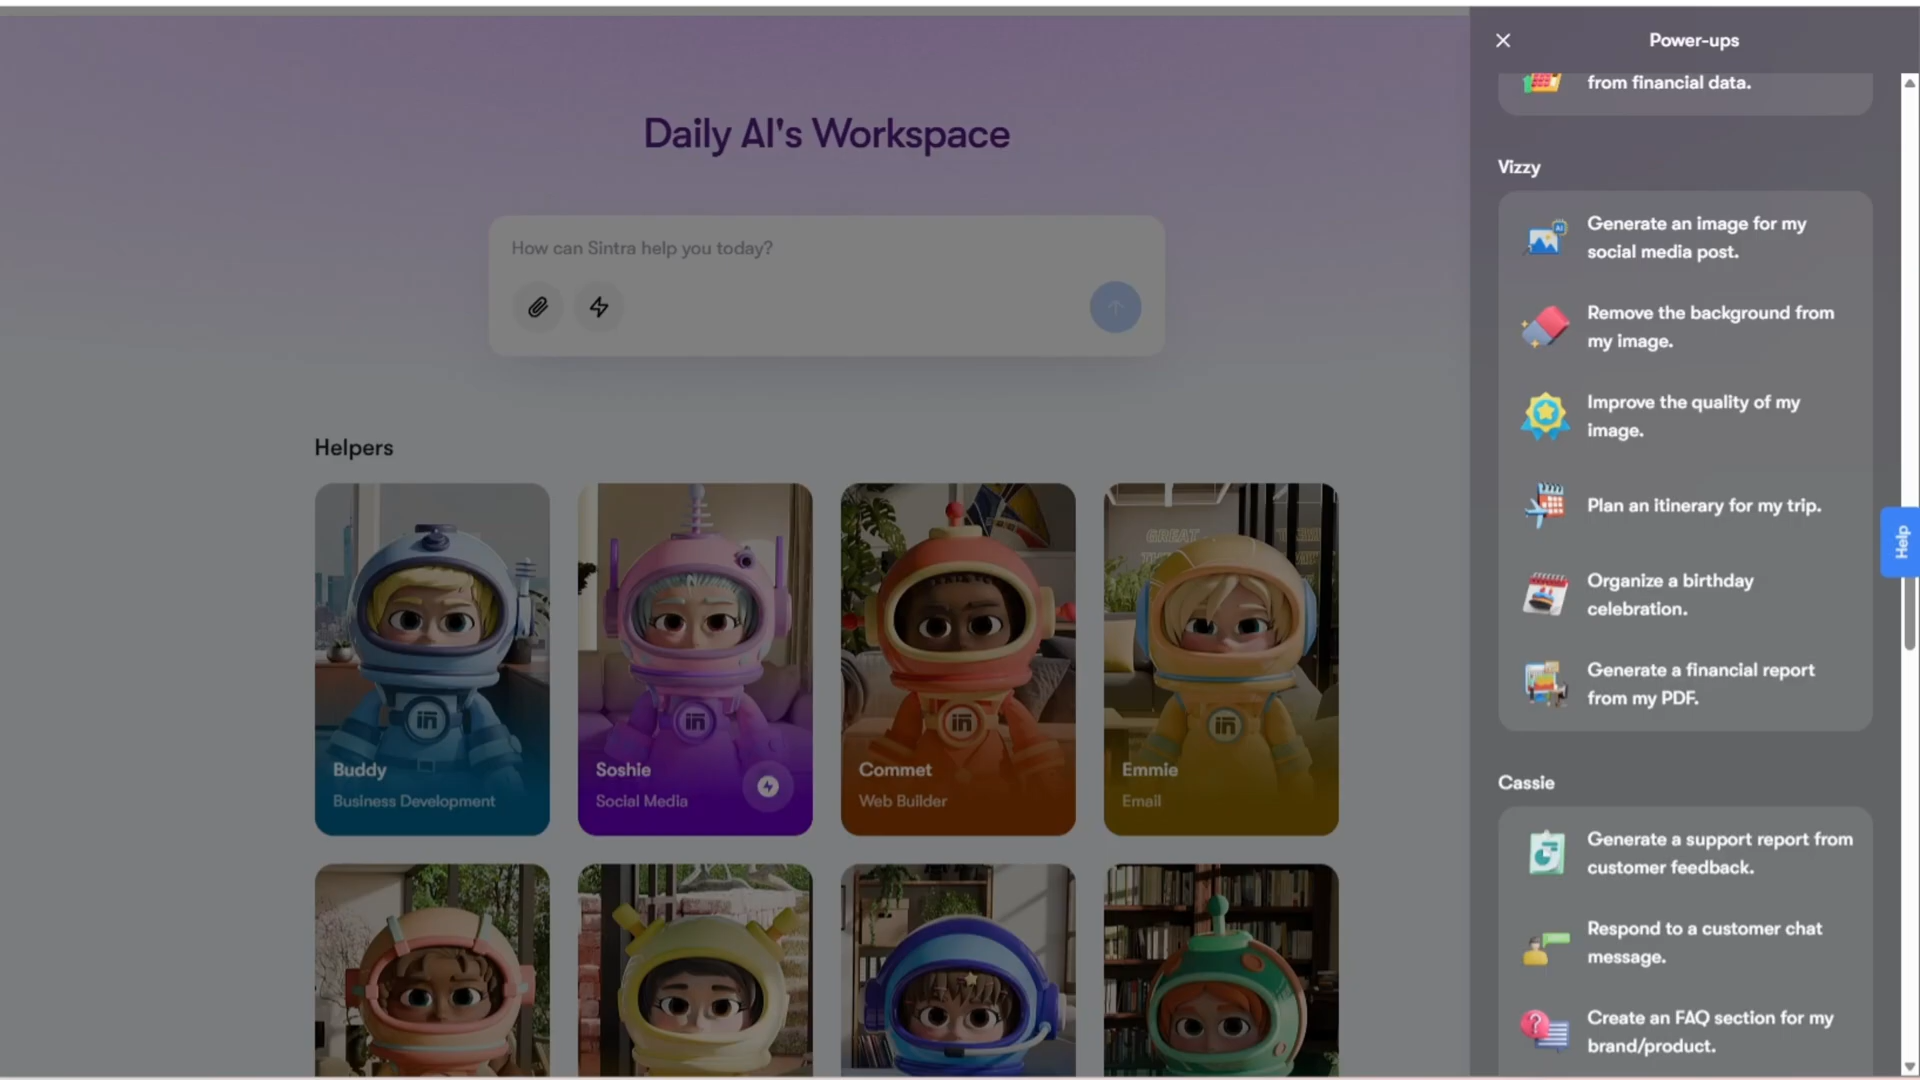 Daily AI's Workspace
How can Sintra help you today?
Helpers
GREAT
Buddy
Business Development
Soshie
Social Media
Commet
Web Builder
Emmie
Email
Power-ups
from financial data.
Vizzy
Generate an image for my
social media post.
Remove the background from
my image.
Improve the quality of my
image.
Plan an itinerary for my trip.
Organize a birthday
celebration.
Generate a financial report
from my PDF.
Cassie
Generate a support report from
customer feedback.
Respond to a customer chat
message.
Create an FAQ section for my
brand/product.
Help